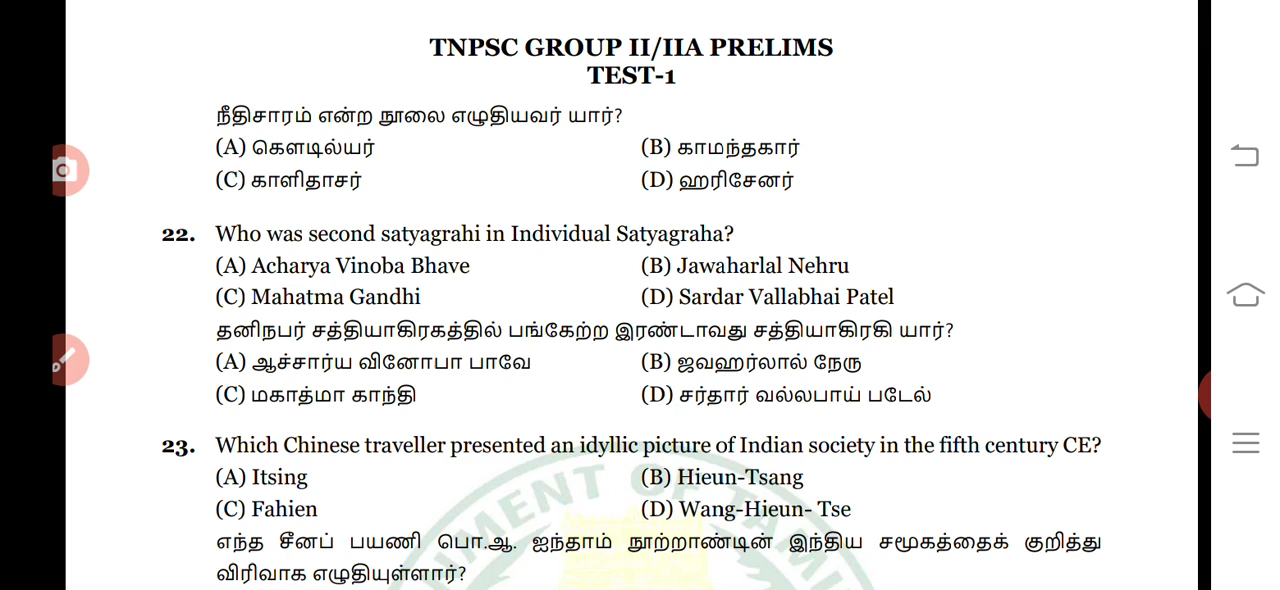 TNPSC GROUP II/IIA PRELIMS
TEST-1
நீதிசாரம் என்ற நூலை எழுதியவர் யார்?
(A) கௌடில்யர் (B) காமந்தகார்
(C) காளிதாசர் (D) ஹரிசேனர்
22. Who was second satyagrahi in Individual Satyagraha?
(A) Acharya Vinoba Bhave (B) Jawaharlal Nehru
(C) Mahatma Gandhi (D) Sardar Vallabhai Patel
தனிநபர் சத்தியாகிரகத்தில் பங்கேற்ற இரண்டாவது சத்தியாகிரகி யார்?
(A) ஆச்சார்ய வினோபா பாவே (B) ஜவஹர்லால் நேரு
(C) மகாத்மா காந்தி (D) சர்தார் வல்லபாய் படேல்
23. Which Chinese traveller presented an idyllic picture of Indian society in the fifth century CE?
(A) Itsing (B) Hieun-Tsang
(C) Fahien (D) Wang-Hieun- Tse
எந்த சீனப் பயணி பொ.ஆ. ஐந்தாம் நூற்றாண்டின் இந்திய சமூகத்தைக் குறித்து
விரிவாக எழுதியுள்ளார்?